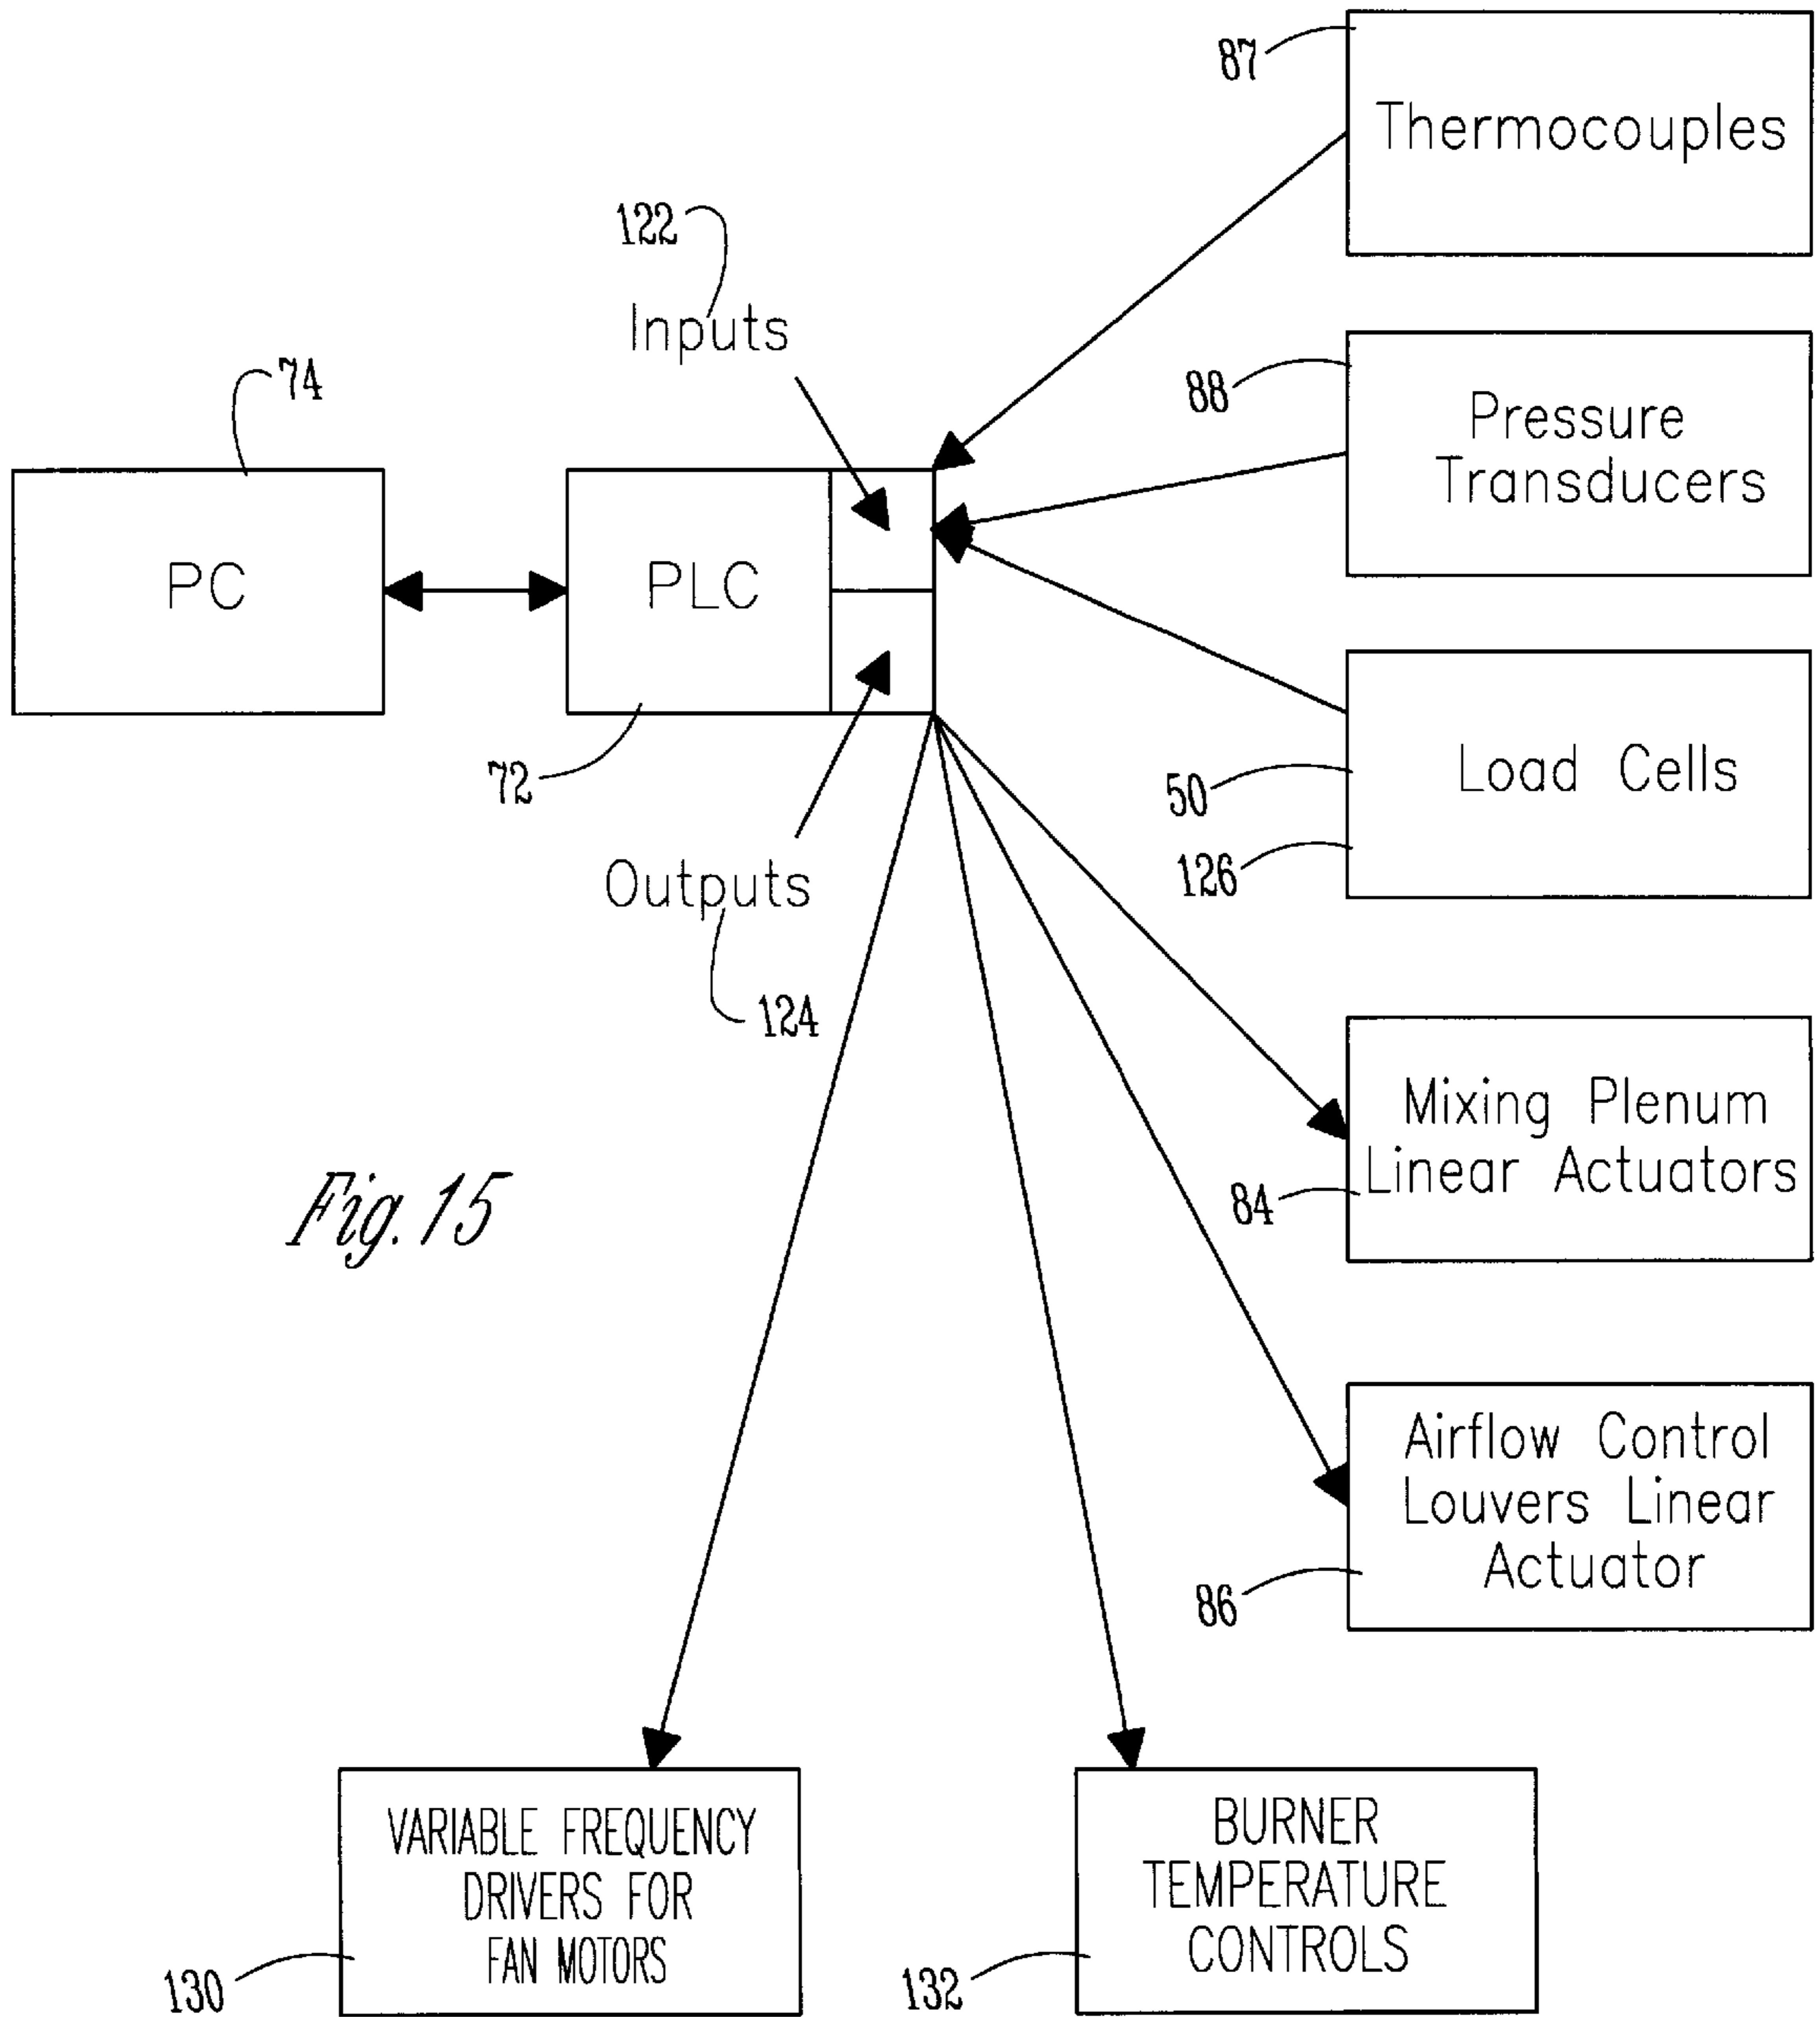 87
Thermocouples
122
Inputs
74
88
Pressure
Transducers
PC
PLC
72
50
Load Cells
126
Outputs
124
Mixing Plenum
Linear Actuators
84
Fig. 15
Airflow Control
Louvers Linear
Actuator
86
VARIABLE FREQUENCY
DRIVERS FOR
FAN MOTORS
130
BURNER
TEMPERATURE
CONTROLS
132